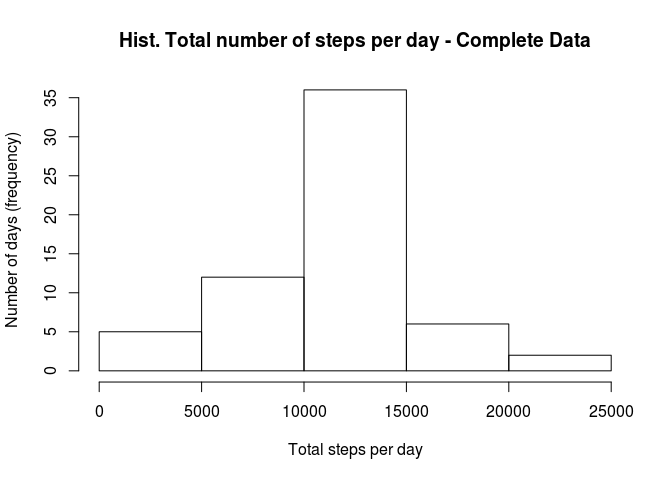 Hist. Total number of steps per day - Complete Data
Number of days (frequency)
35
30
25
20
15
10
5
0
0 5000 10000 15000 20000 25000
Total steps per day